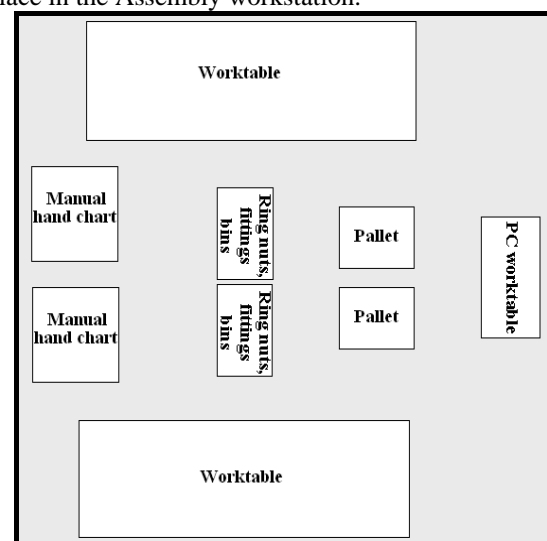 lace in the Assembly workstation.
Worktable
Manual
hand chart
Ring nuts,
fittings
bins
Pallet
PC worktable
Manual
hand chart
Ring nuts,
fittings
bins
Pallet
Worktable